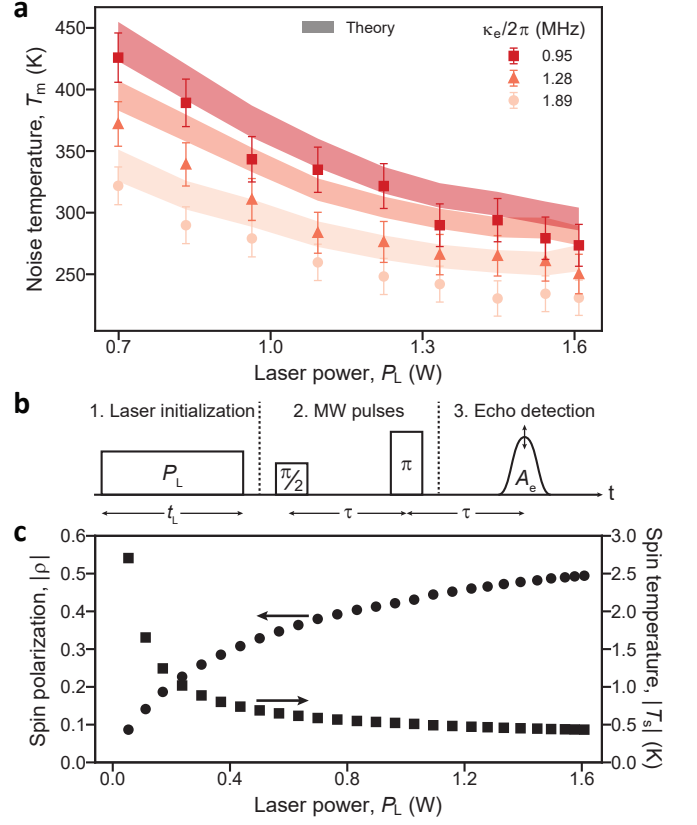 a
Theory
κe/2π (MHz)
0.95
1.28
1.89
450
400
350
300
250
Noise temperature, Tm (K)
0.7
1.0
1.3
1.6
Laser power, PL (W)
b
1. Laser initialization
2. MW pulses
3. Echo detection
PL
π/2
π
Ae
t
tL
τ
τ
c
0.6
0.5
0.4
0.3
0.2
0.1
0.0
Spin polarization, |ρ|
3.0
2.5
2.0
1.5
1.0
0.5
0.0
Spin temperature, |Ts| (K)
0.0
0.4
0.8
1.2
1.6
Laser power, PL (W)